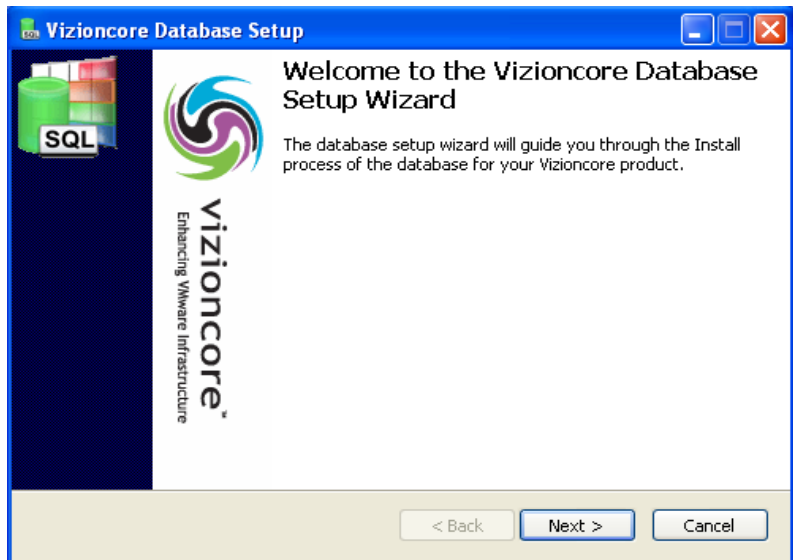 Vizioncore Database Setup
SQL
vizioncore™
Enhancing VMware Infrastructure
Welcome to the Vizioncore Database
Setup Wizard
The database setup wizard will guide you through the Install
process of the database for your Vizioncore product.
< Back
Next >
Cancel